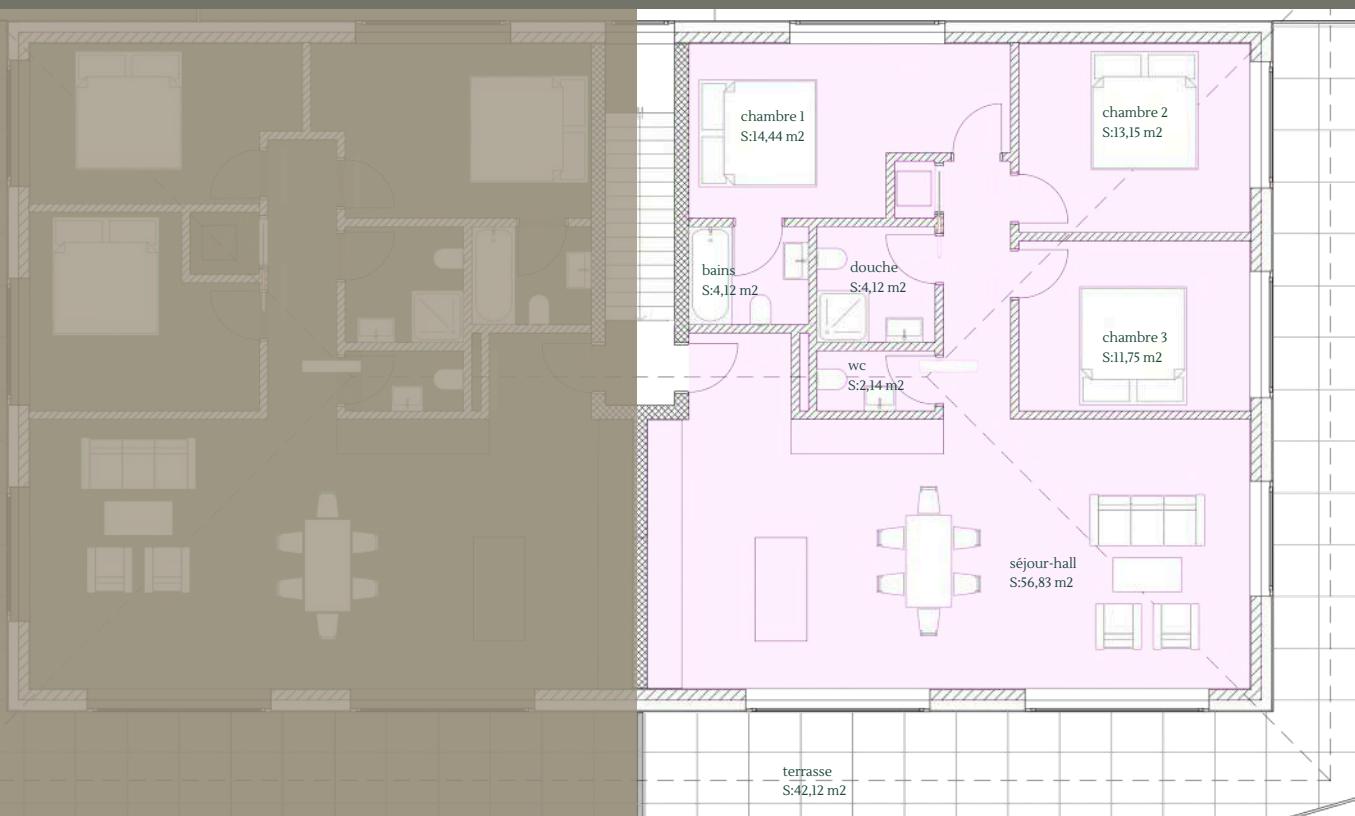 chambre 1
S:14,44 m2
chambre 2
S:13,15 m2
bains
S:4,12 m2
douche
S:4,12 m2
chambre 3
S:11,75 m2
wc
S:2,14 m2
séjour-hall
S:56,83 m2
terrasse
S:42,12 m2